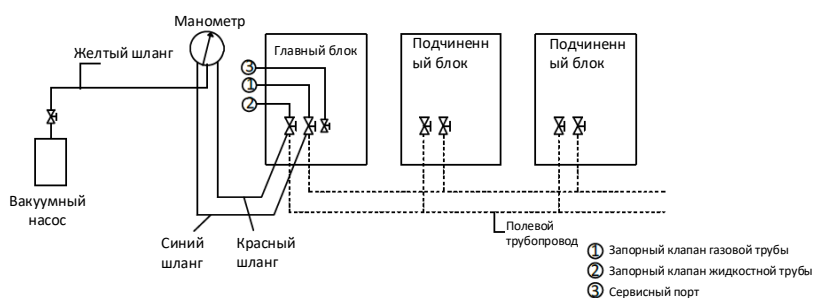 Манометр
Желтый шланг
Главный блок
Подчиненн
ый блок
Подчиненн
ый блок
3
1
2
Вакуумный
насос
Синий
шланг
Красный
шланг
Полевой
трубопровод
1 Запорный клапан газовой трубы
2 Запорный клапан жидкостной трубы
3 Сервисный порт